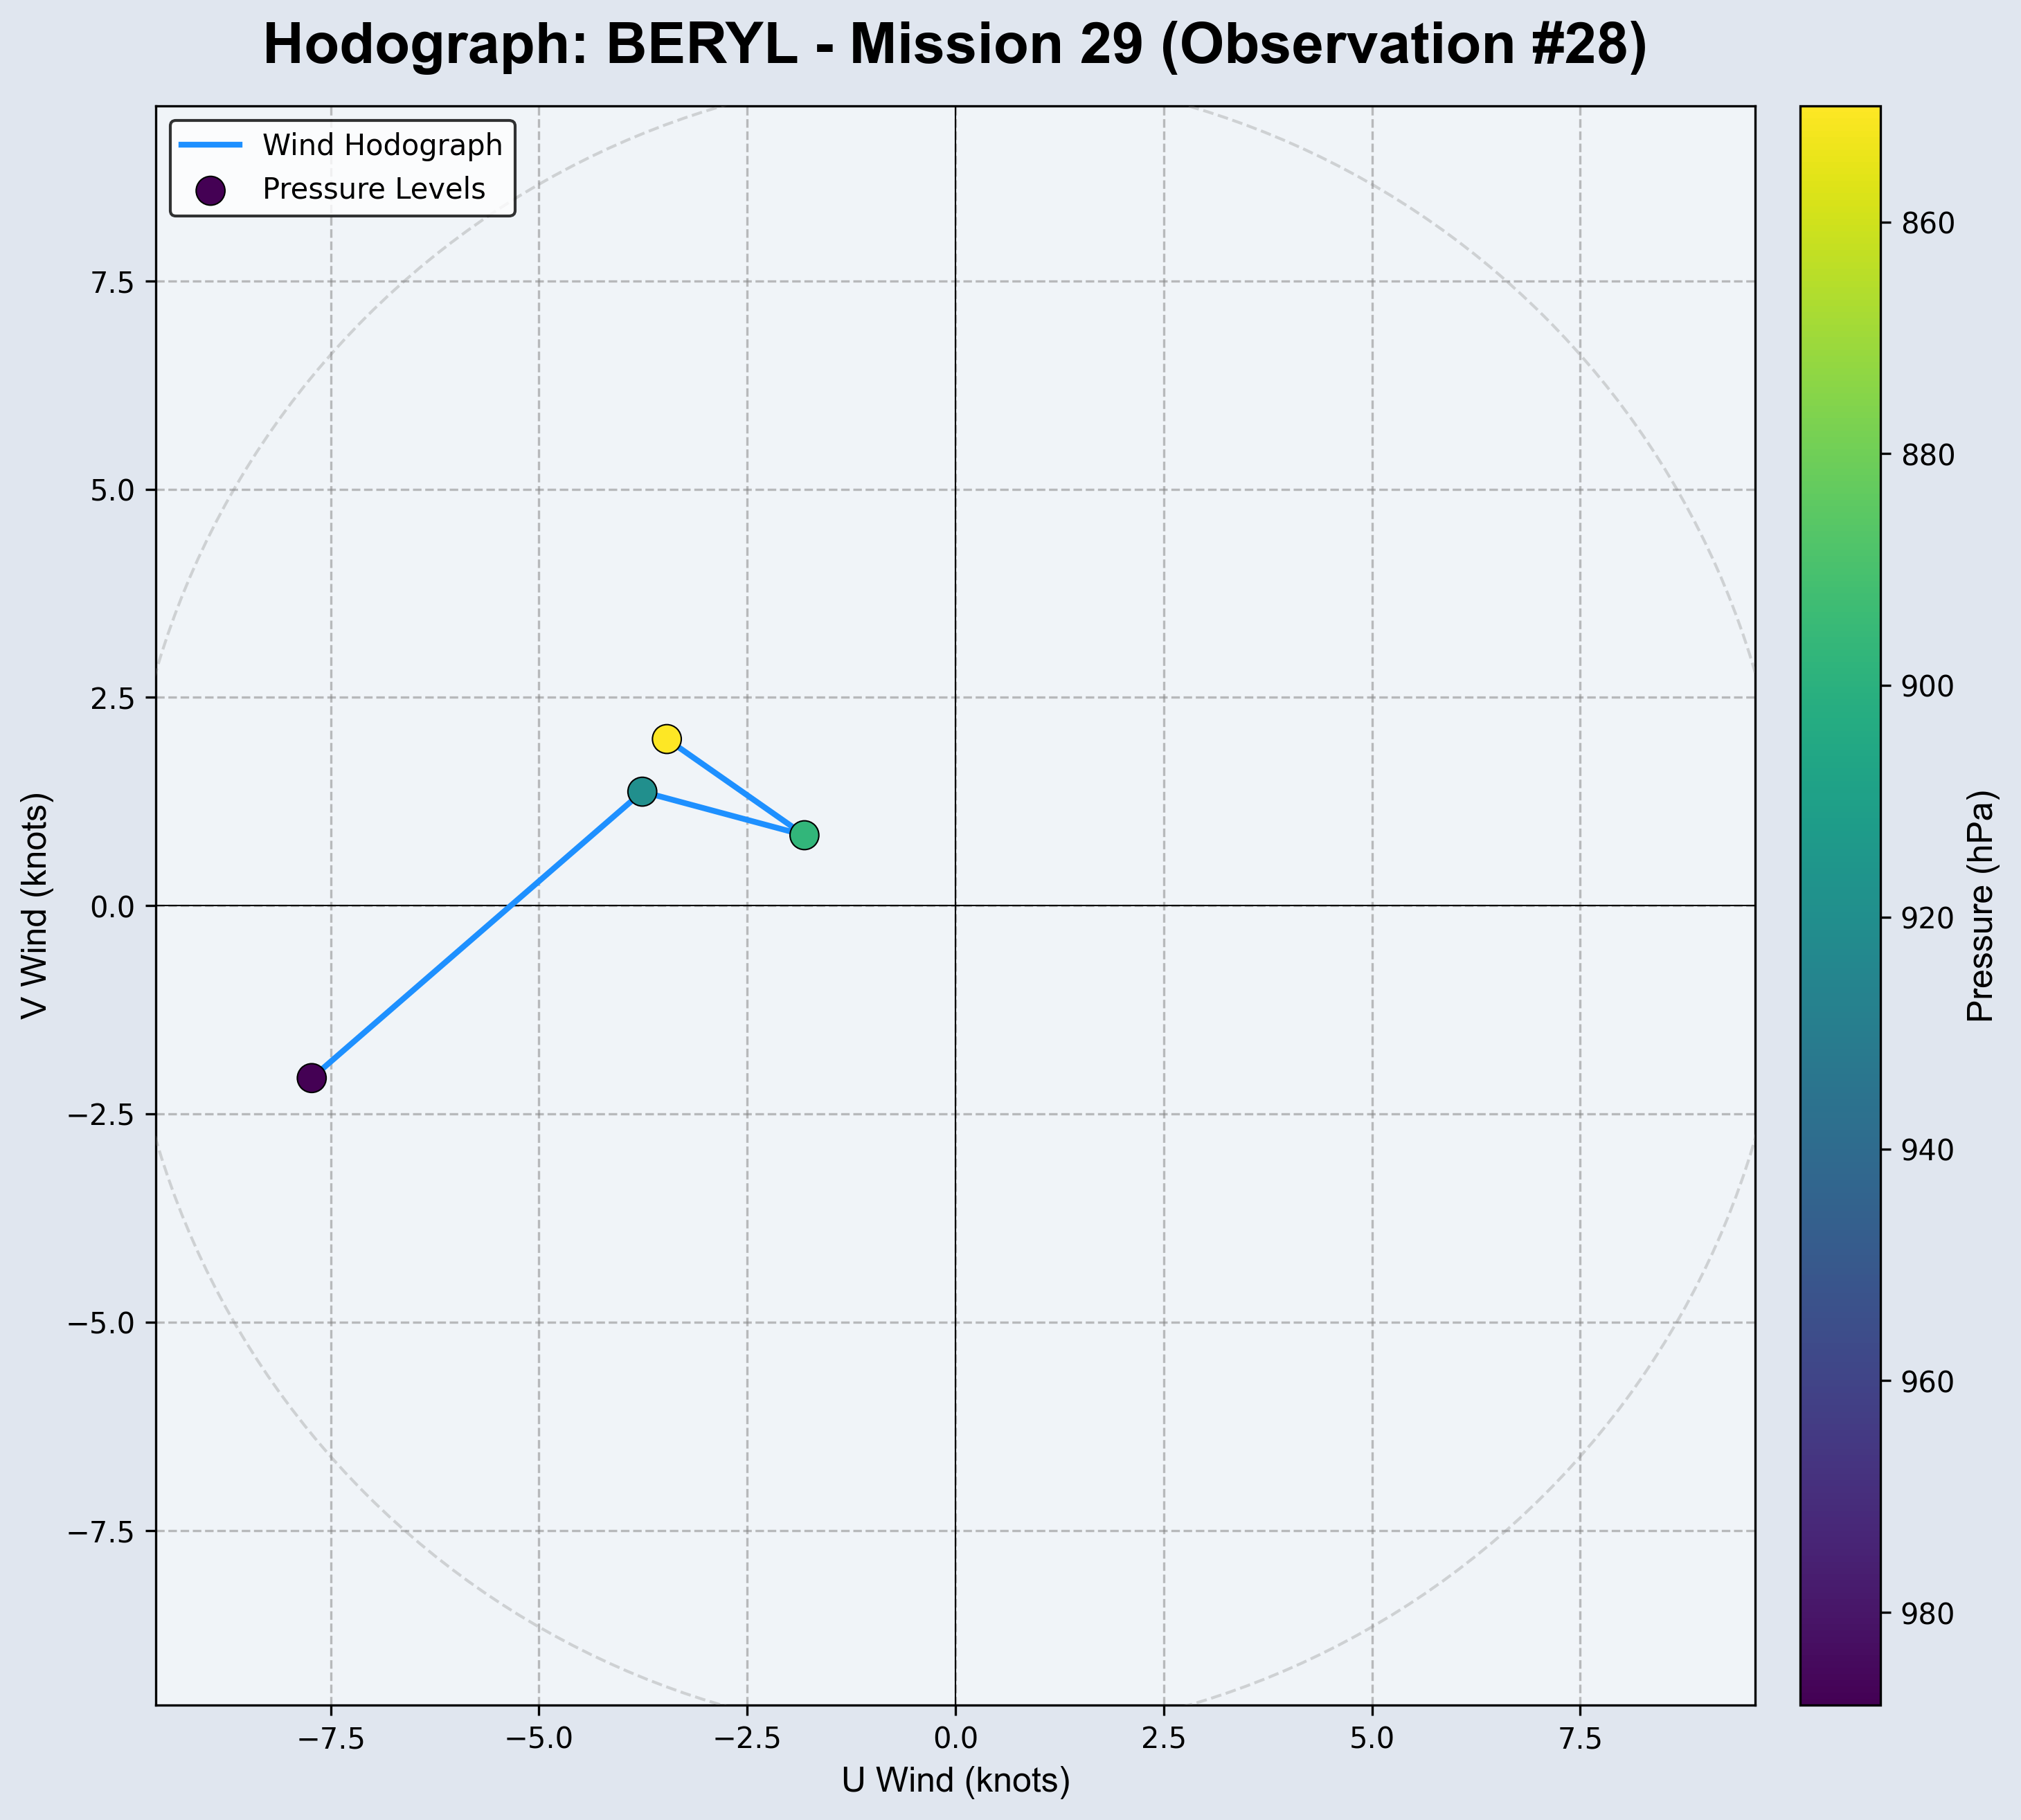 Hodograph: BERYL - Mission 29 (Observation #28)
Wind Hodograph
Pressure Levels
7.5
5.0
2.5
0.0
−2.5
−5.0
−7.5
V Wind (knots)
−7.5 −5.0 −2.5 0.0 2.5 5.0 7.5
U Wind (knots)
860
880
900
920
940
960
980
Pressure (hPa)